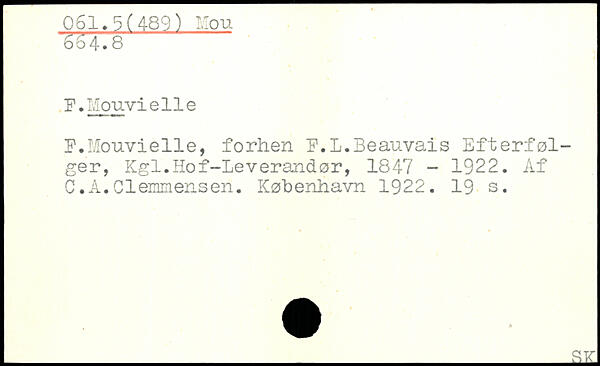 061.5(489) Mou
664.8
F.Mouvielle
F.Mouvielle, forhen F.L.Beauvais Efterføl-
ger, Kgl.Hof-Leverandør, 1847 - 1922. Af
C.A.Clemmensen. København 1922. 19 s.
SK